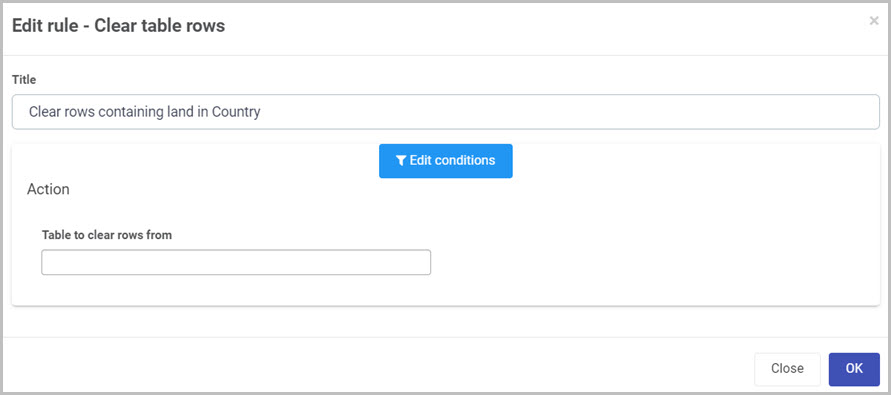 Edit rule - Clear table rows
×
Title
Clear rows containing land in Country
Edit conditions
Action
Table to clear rows from
Close OK